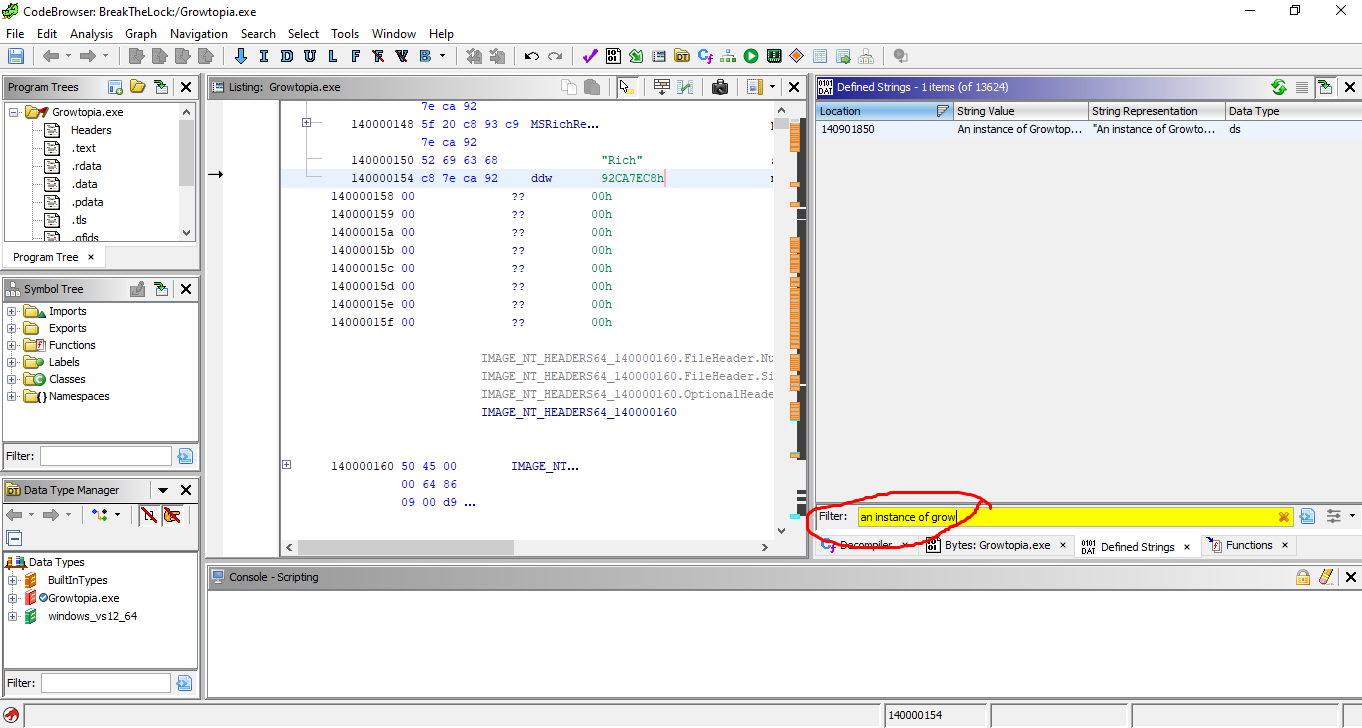 CodeBrowser: BreakTheLock:/Growtopia.exe
File Edit Analysis Graph Navigation Search Select Tools Window Help
Program Trees
Growtopia.exe
Headers
.text
.rdata
.data
.pdata
.tls
.gfids
Program Tree ×
Symbol Tree
Imports
Exports
Functions
Labels
Classes
Namespaces
Filter:
Data Type Manager
Data Types
BuiltInTypes
Growtopia.exe
windows_vs12_64
Filter:
Listing: Growtopia.exe
7e ca 92
140000148 5f 20 c8 93 c9 MSRichRe...
7e ca 92
140000150 52 69 63 68 "Rich"
140000154 c8 7e ca 92 ddw 92CA7EC8h
140000158 00 ?? 00h
140000159 00 ?? 00h
14000015a 00 ?? 00h
14000015b 00 ?? 00h
14000015c 00 ?? 00h
14000015d 00 ?? 00h
14000015e 00 ?? 00h
14000015f 00 ?? 00h
IMAGE_NT_HEADERS64_140000160.FileHeader.Nu
IMAGE_NT_HEADERS64_140000160.FileHeader.Si
IMAGE_NT_HEADERS64_140000160.OptionalHeade
IMAGE_NT_HEADERS64_140000160
140000160 50 45 00 IMAGE_NT...
00 64 86
09 00 d9 ...
Defined Strings - 1 items (of 13624)
Location String Value String Representation Data Type
140901850 An instance of Growtop... "An instance of Growto... ds
Filter: an instance of grow
Decompiler × Bytes: Growtopia.exe × Defined Strings × Functions ×
Console - Scripting
140000154